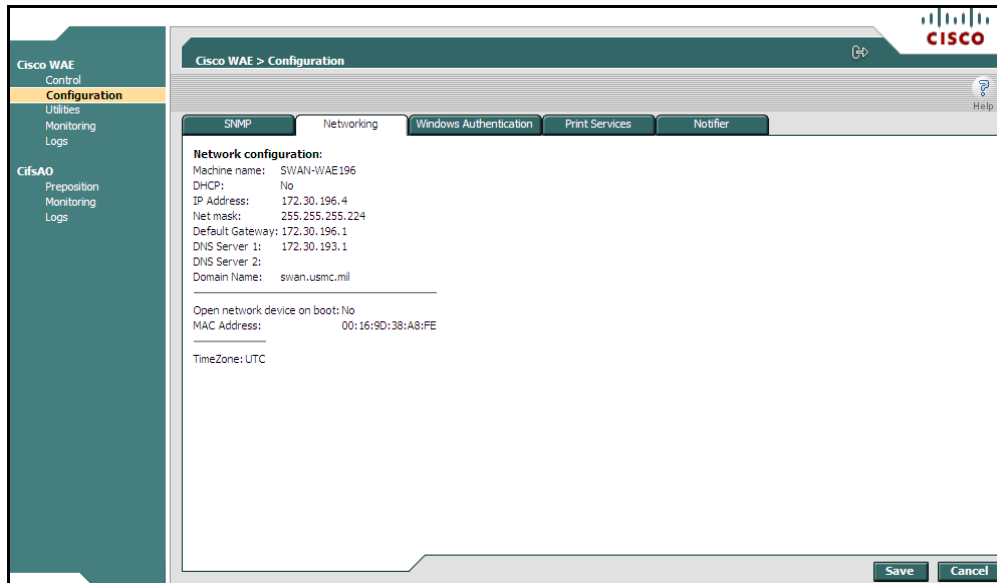 CISCO
Cisco WAE
Control
Configuration
Utilities
Monitoring
Logs
CifsAO
Preposition
Monitoring
Logs
Cisco WAE > Configuration
Help
SNMP
Networking
Windows Authentication
Print Services
Notifier
Network configuration:
Machine name: SWAN-WAE196
DHCP: No
IP Address: 172.30.196.4
Net mask: 255.255.255.224
Default Gateway: 172.30.196.1
DNS Server 1: 172.30.193.1
DNS Server 2:
Domain Name: swan.usmc.mil
Open network device on boot: No
MAC Address: 00:16:9D:38:A8:FE
TimeZone: UTC
Save
Cancel